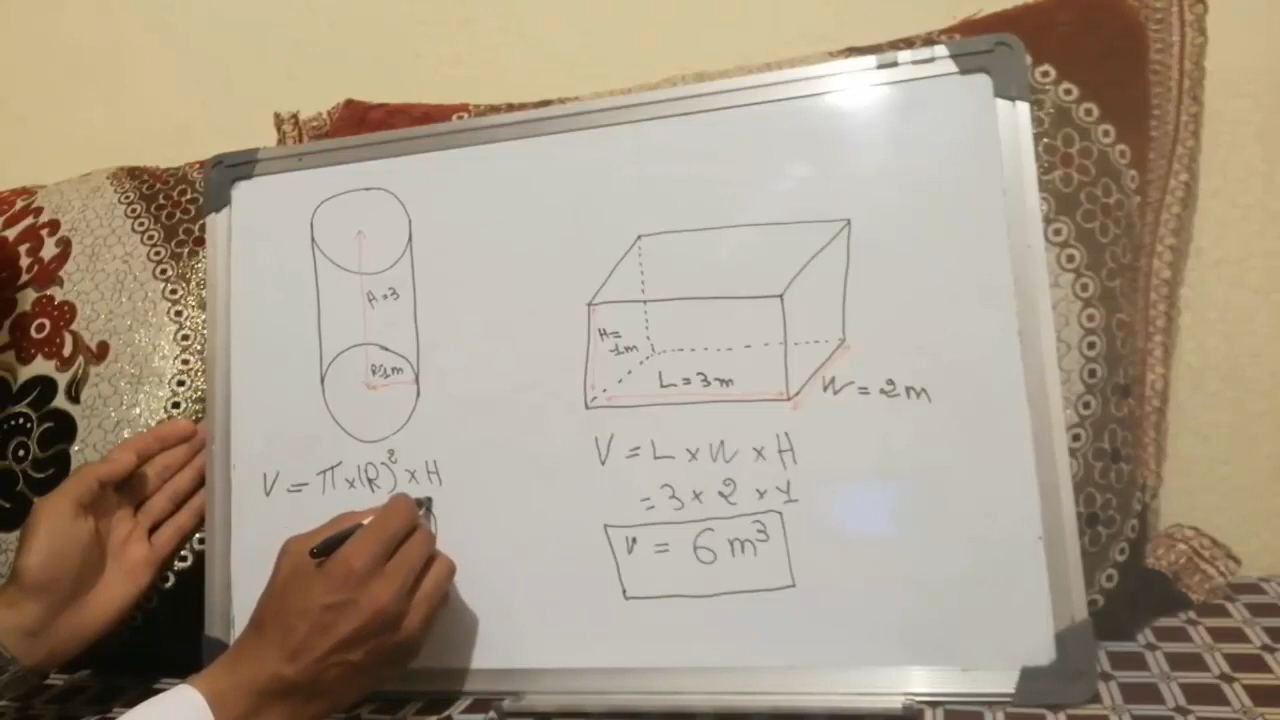 H=3
R=1m
V = π×(R)² × H
H=
1m
L=3m
W=2m
V = L × W × H
= 3 × 2 × 1
V = 6 m³